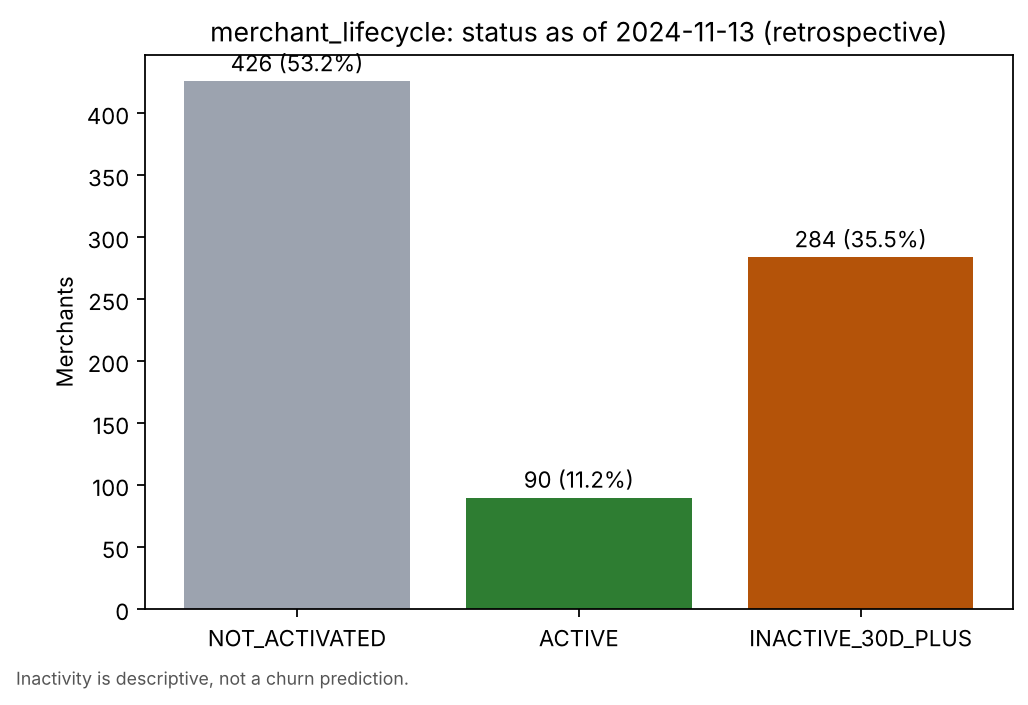 merchant_lifecycle: status as of 2024-11-13 (retrospective)
426 (53.2%)
90 (11.2%)
284 (35.5%)
Merchants
400
350
300
250
200
150
100
50
0
NOT_ACTIVATED
ACTIVE
INACTIVE_30D_PLUS
Inactivity is descriptive, not a churn prediction.